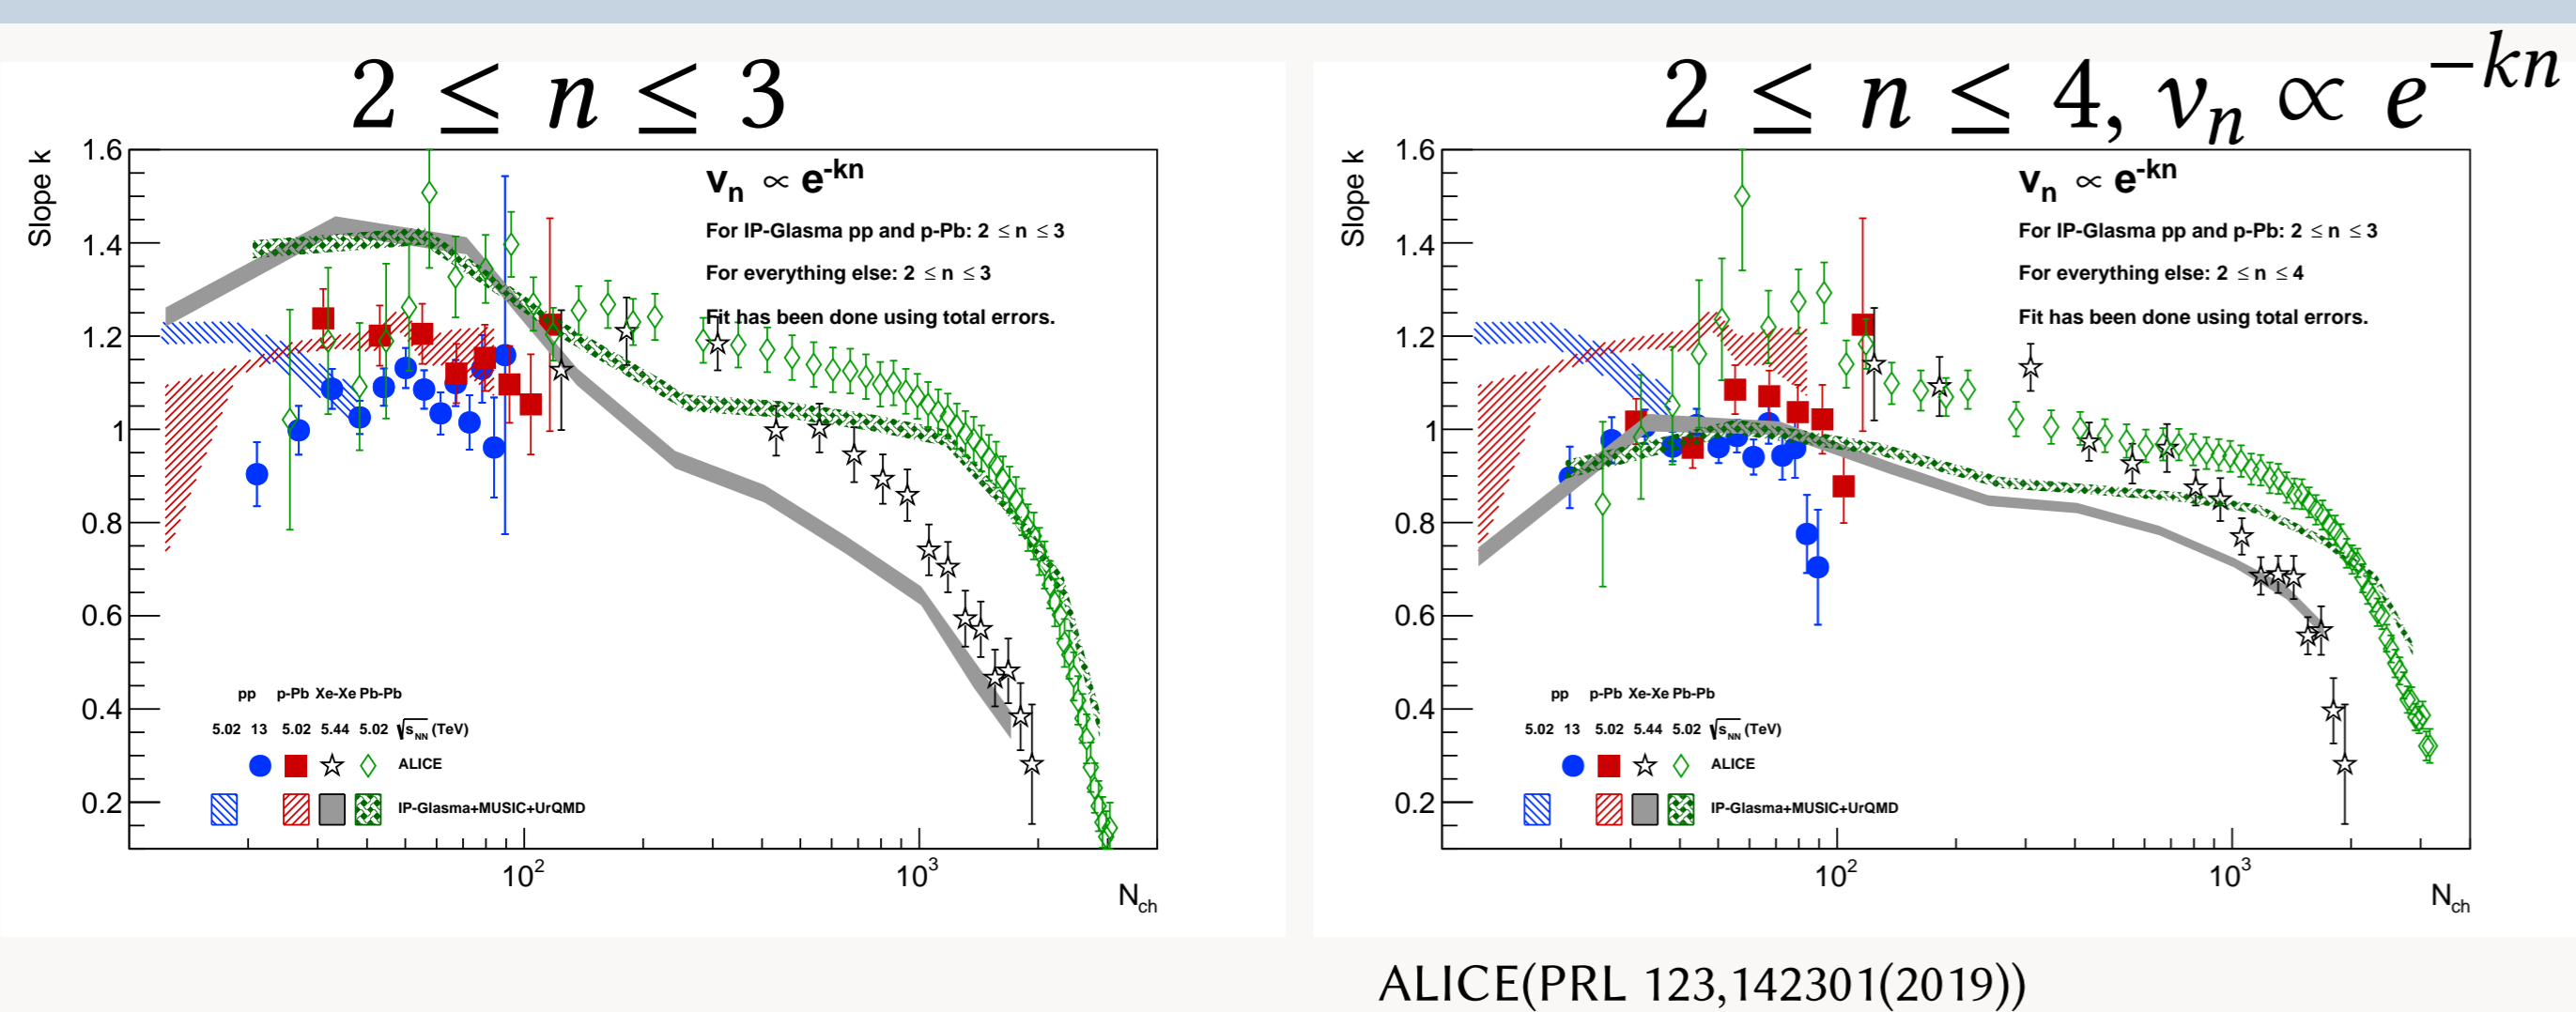 2 ≤ n ≤ 3
2 ≤ n ≤ 4, vₙ ∝ e⁻ᵏⁿ
Slope k
1.6
1.4
1.2
1
0.8
0.6
0.4
0.2
vₙ ∝ e⁻ᵏⁿ
For IP-Glasma pp and p-Pb: 2 ≤ n ≤ 3
For everything else: 2 ≤ n ≤ 3
Fit has been done using total errors.
pp p-Pb Xe-Xe Pb-Pb
5.02 13 5.02 5.44 5.02 √s_NN (TeV)
ALICE
IP-Glasma+MUSIC+UrQMD
10² 10³
N_ch
Slope k
1.6
1.4
1.2
1
0.8
0.6
0.4
0.2
vₙ ∝ e⁻ᵏⁿ
For IP-Glasma pp and p-Pb: 2 ≤ n ≤ 3
For everything else: 2 ≤ n ≤ 4
Fit has been done using total errors.
pp p-Pb Xe-Xe Pb-Pb
5.02 13 5.02 5.44 5.02 √s_NN (TeV)
ALICE
IP-Glasma+MUSIC+UrQMD
10² 10³
N_ch
ALICE(PRL 123,142301(2019))